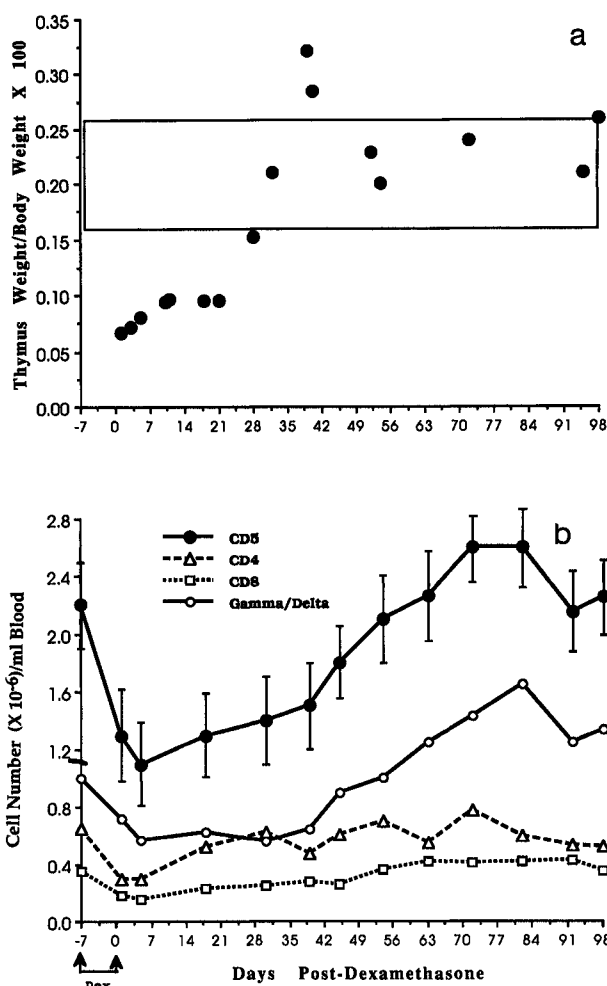 a
Thymus Weight/Body Weight X 100
0.35
0.30
0.25
0.20
0.15
0.10
0.05
0.00
-7 0 7 14 21 28 35 42 49 56 63 70 77 84 91 98
b
Cell Number (X 10⁻⁶)/ml Blood
2.8
2.4
2.0
1.6
1.2
0.8
0.4
0.0
CD5
CD4
CD8
Gamma/Delta
-7 0 7 14 21 28 35 42 49 56 63 70 77 84 91 98
Days Post-Dexamethasone
Dex